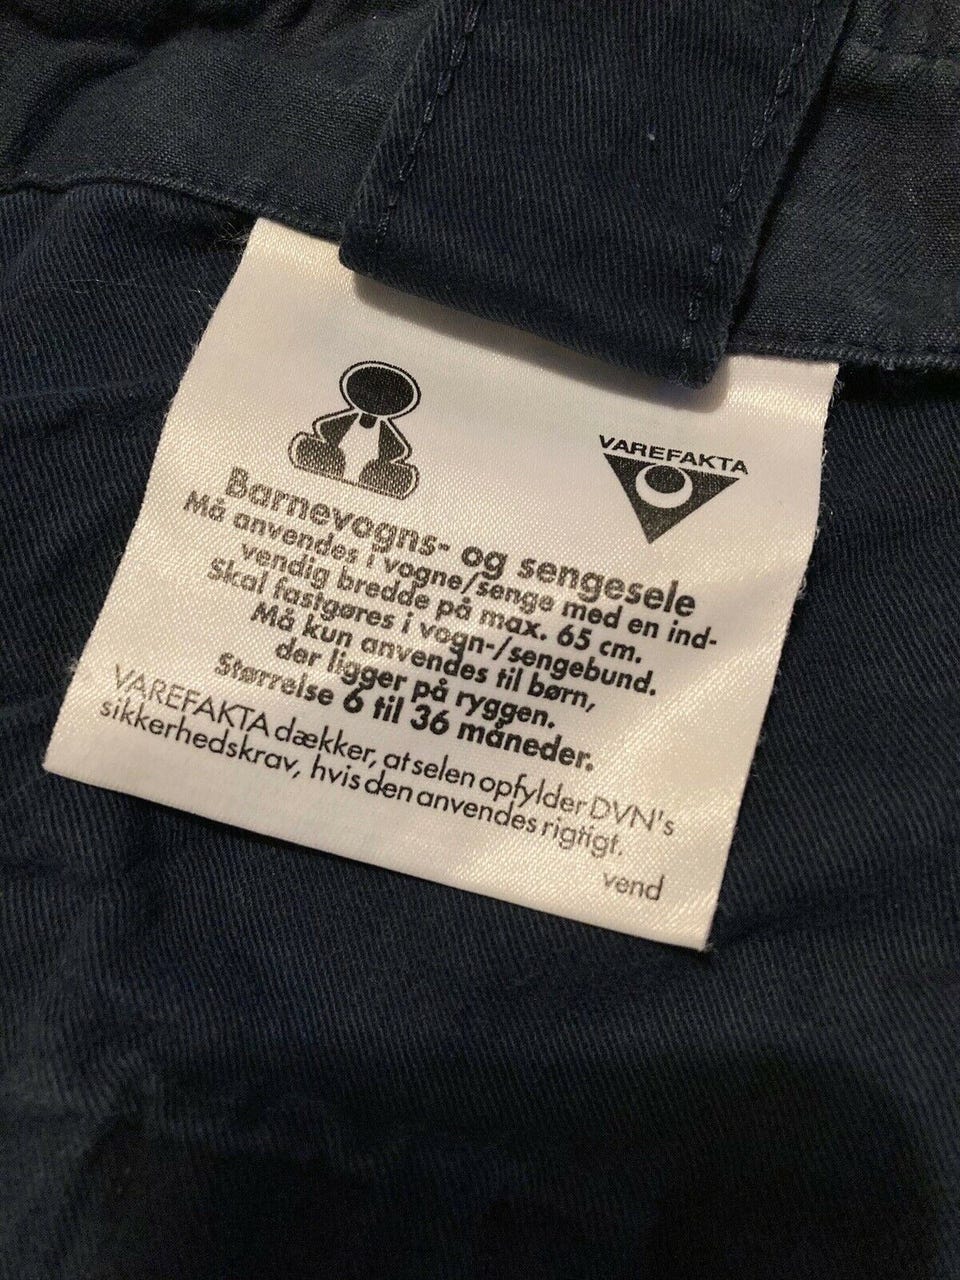 VAREFAKTA
Barnevogns- og sengesele
Må anvendes i vogne/senge med en ind-
vendig bredde på max. 65 cm.
Skal fastgøres i vogn-/sengebund.
Må kun anvendes til børn,
der ligger på ryggen.
Størrelse 6 til 36 måneder.
VAREFAKTA dækker, at selen opfylder DVN's
sikkerhedskrav, hvis den anvendes rigtigt.
vend